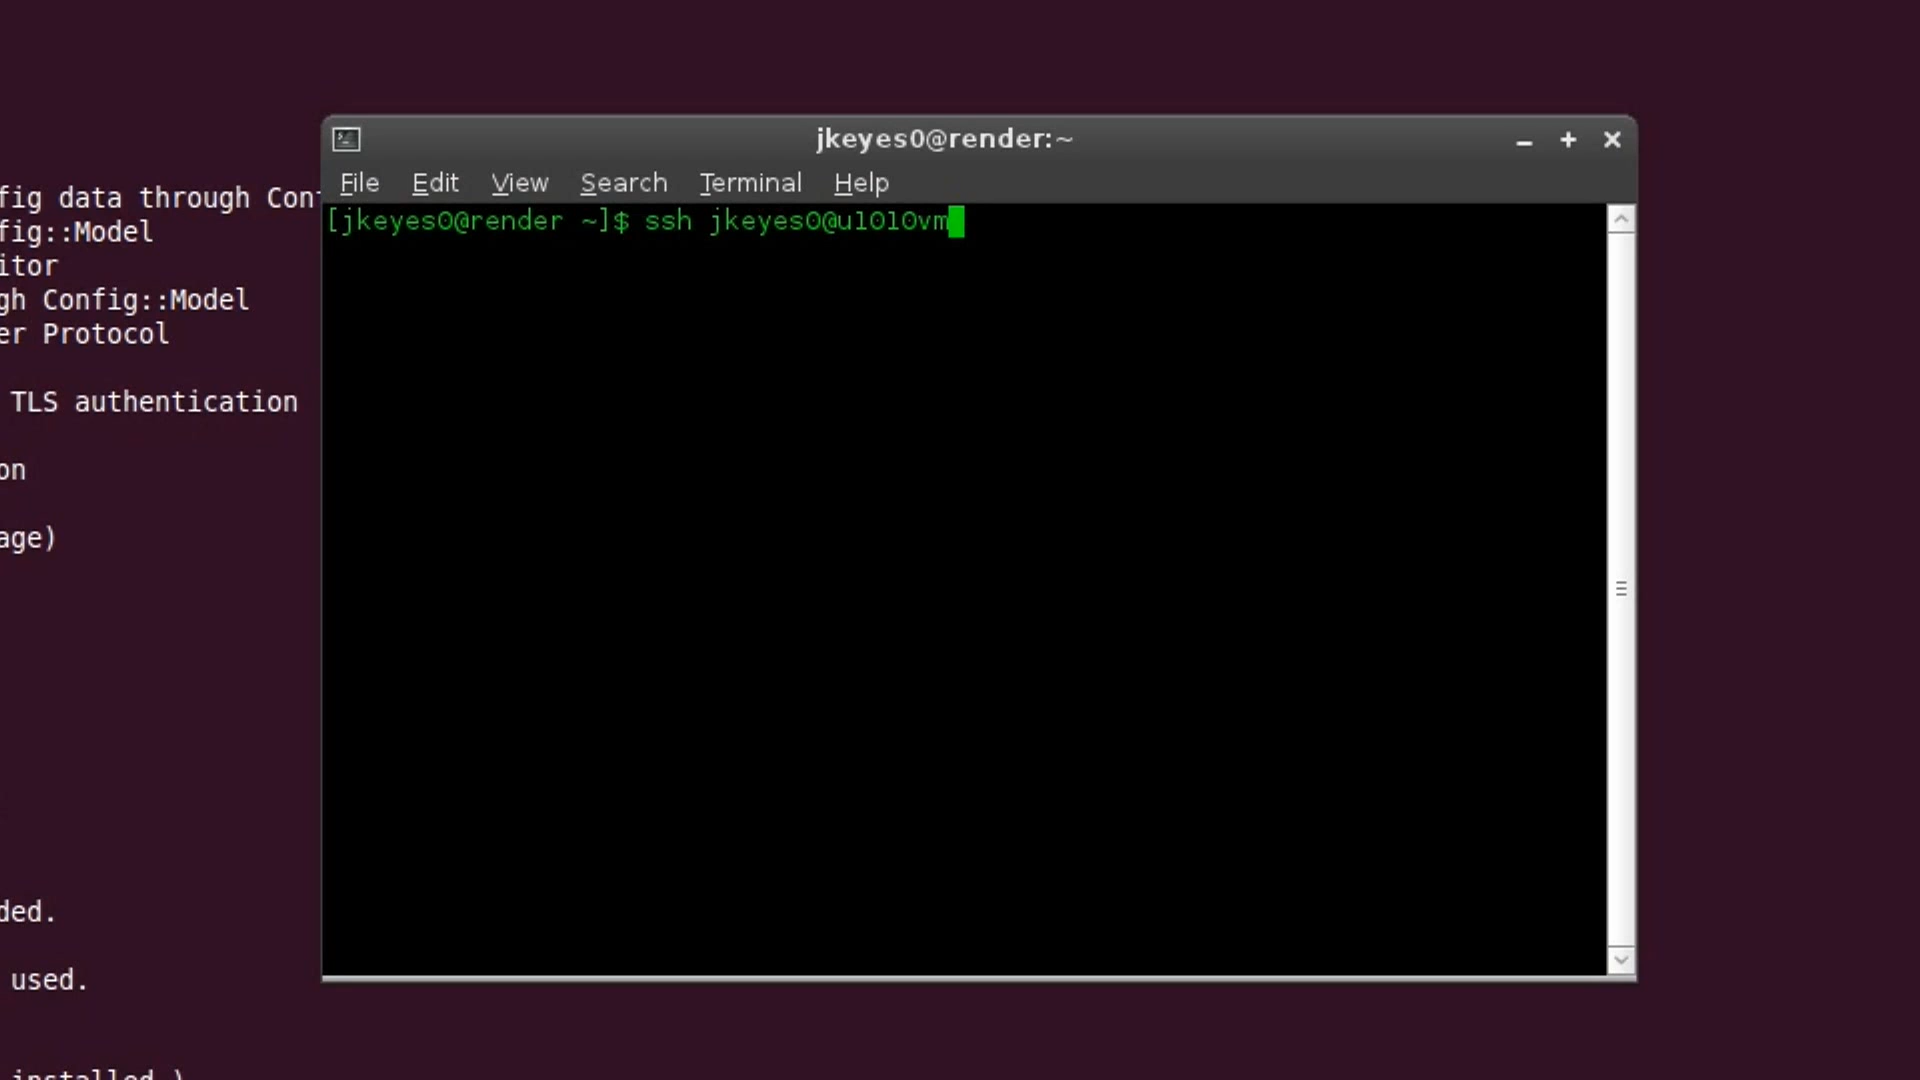 jkeyes0@render:~
File Edit View Search Terminal Help
[jkeyes0@render ~]$ ssh jkeyes0@u1010vm
fig data through Con
fig::Model
itor
gh Config::Model
er Protocol
TLS authentication
on
age)
ded.
used.
installed.)